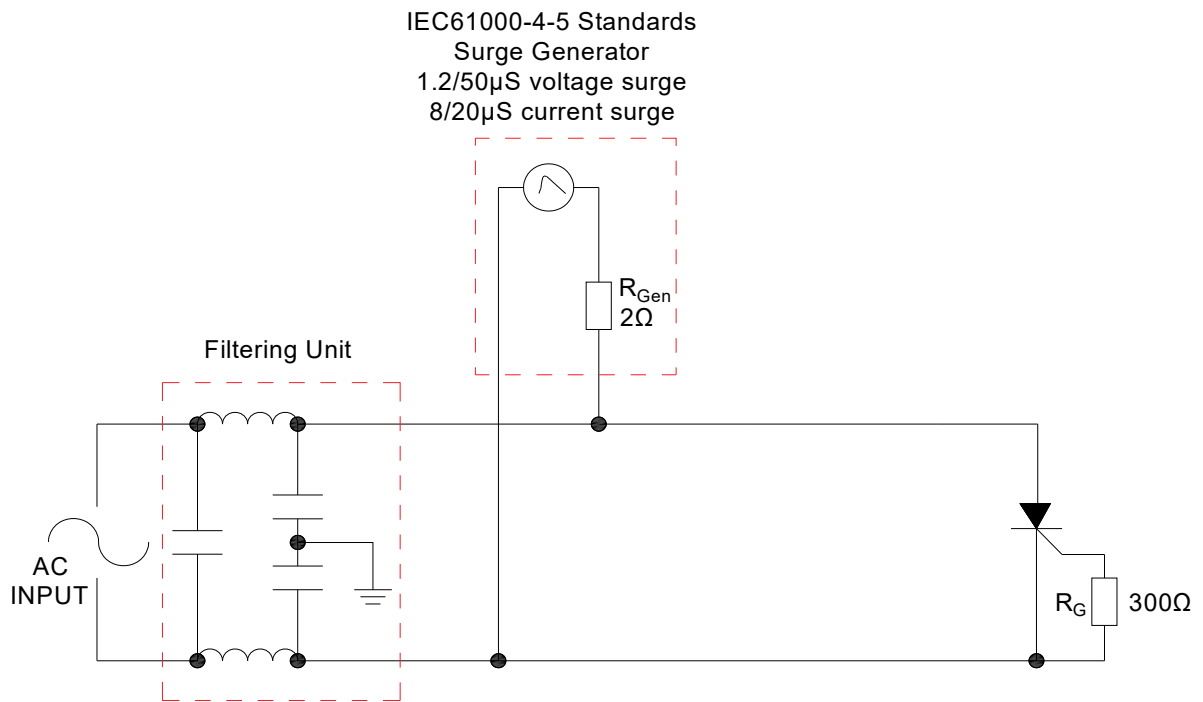 IEC61000-4-5 Standards
Surge Generator
1.2/50µS voltage surge
8/20µS current surge
RGen
2Ω
Filtering Unit
AC
INPUT
RG 300Ω